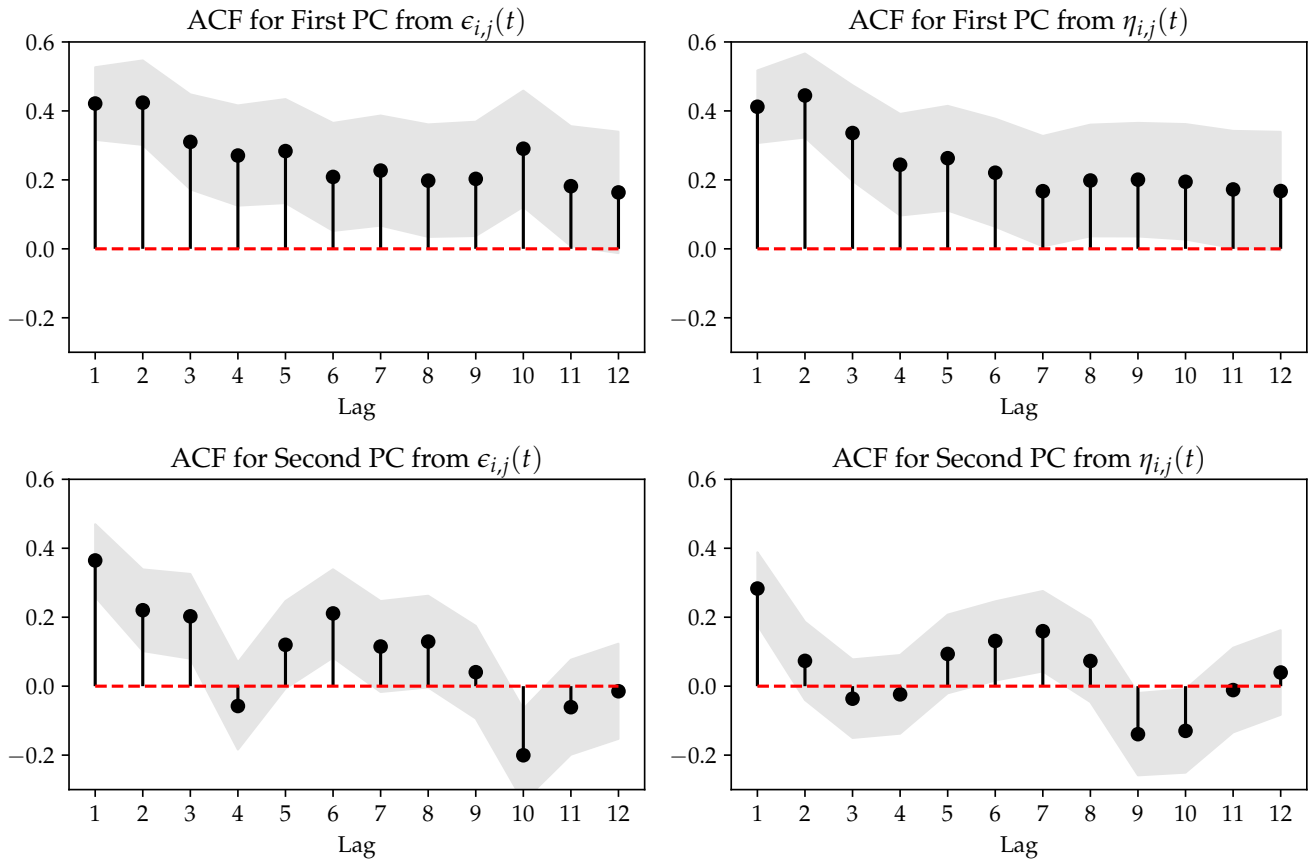 ACF for First PC from ϵi,j(t)
0.6
0.4
0.2
0.0
−0.2
1 2 3 4 5 6 7 8 9 10 11 12
Lag
ACF for First PC from ηi,j(t)
0.6
0.4
0.2
0.0
−0.2
1 2 3 4 5 6 7 8 9 10 11 12
Lag
ACF for Second PC from ϵi,j(t)
0.6
0.4
0.2
0.0
−0.2
1 2 3 4 5 6 7 8 9 10 11 12
Lag
ACF for Second PC from ηi,j(t)
0.6
0.4
0.2
0.0
−0.2
1 2 3 4 5 6 7 8 9 10 11 12
Lag